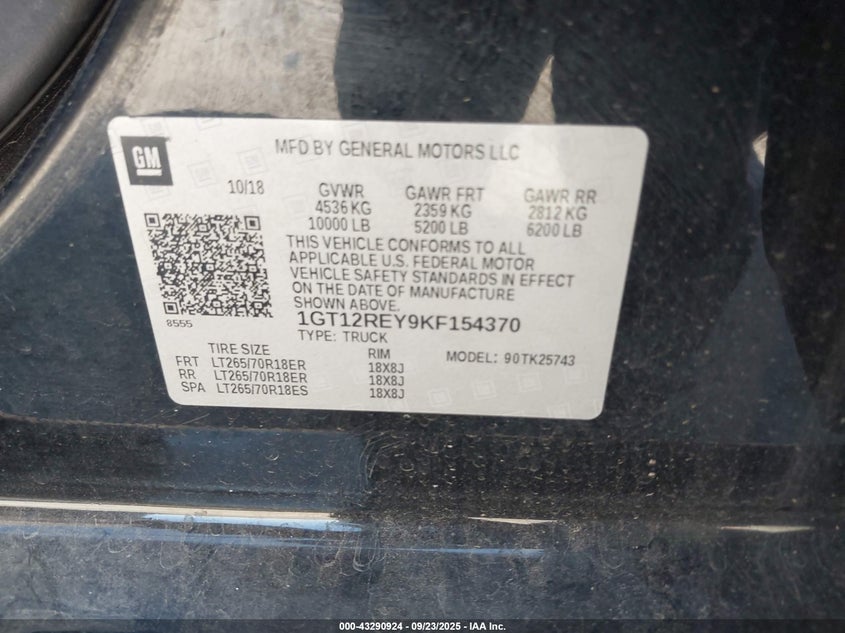 GM
MFD BY GENERAL MOTORS LLC
10/18 GVWR GAWR FRT GAWR RR
4536 KG 2359 KG 2812 KG
10000 LB 5200 LB 6200 LB
THIS VEHICLE CONFORMS TO ALL
APPLICABLE U.S. FEDERAL MOTOR
VEHICLE SAFETY STANDARDS IN EFFECT
ON THE DATE OF MANUFACTURE
SHOWN ABOVE.
8555
1GT12REY9KF154370
TYPE: TRUCK
TIRE SIZE RIM MODEL: 90TK25743
FRT LT265/70R18ER 18X8J
RR LT265/70R18ER 18X8J
SPA LT265/70R18ES 18X8J
000-43290924 - 09/23/2025 - IAA Inc.